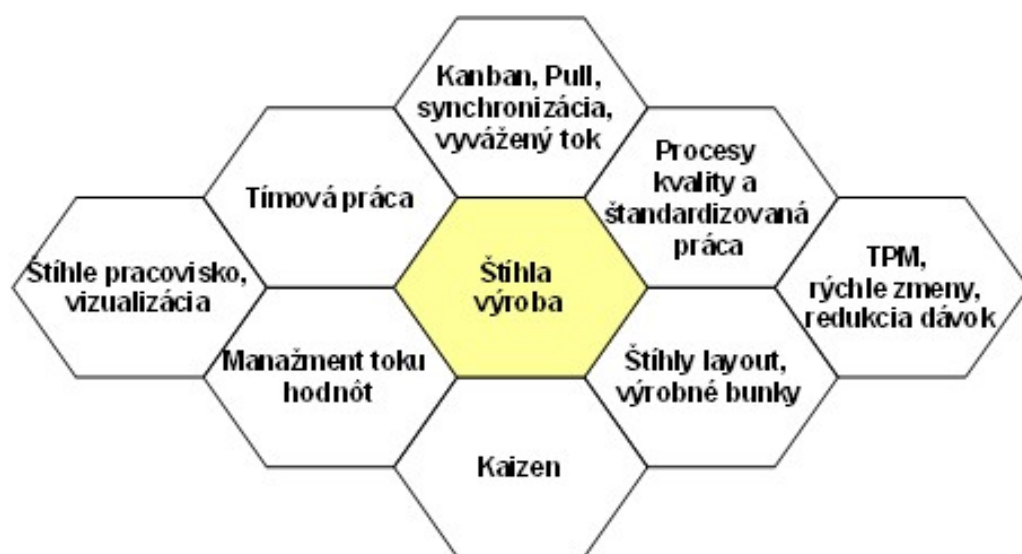 Kanban, Pull,
synchronizácia,
vyvážený tok
Tímová práca
Procesy
kvality a
štandardizovaná
práca
Štíhle pracovisko,
vizualizácia
Štíhla
výroba
TPM,
rýchle zmeny,
redukcia dávok
Manažment toku
hodnôt
Štíhly layout,
výrobné bunky
Kaizen